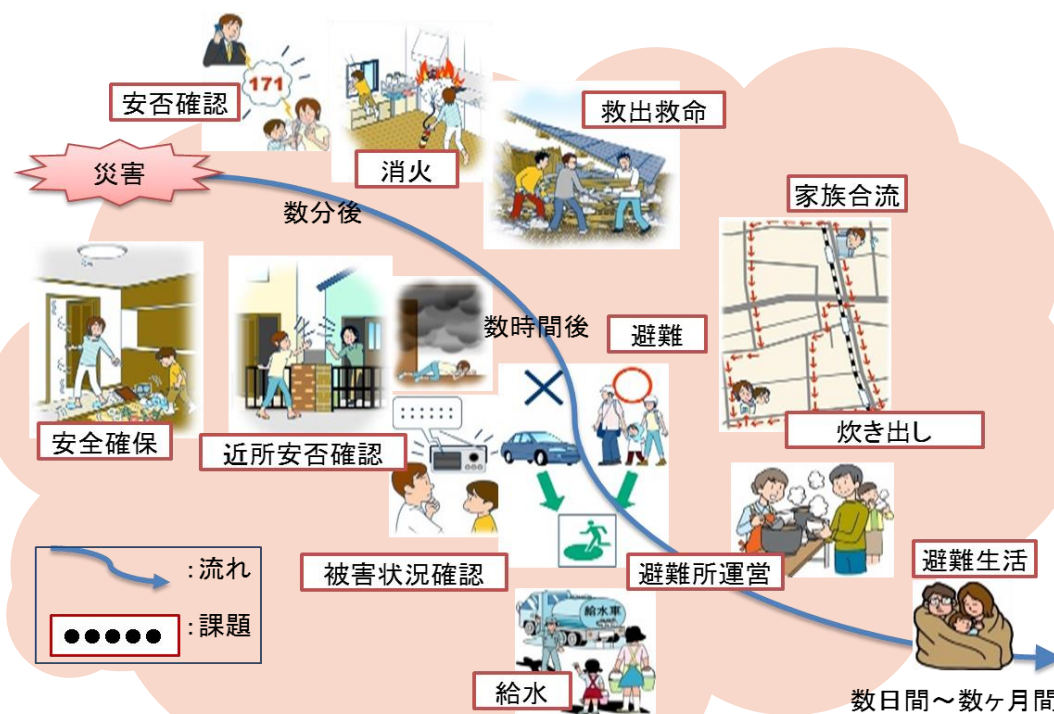 安否確認
171
消火
救出救命
災害
数分後
家族合流
数時間後
避難
安全確保
近所安否確認
炊き出し
被害状況確認
避難所運営
避難生活
:流れ
●●●●●
:課題
給水車
給水
数日間～数ヶ月間